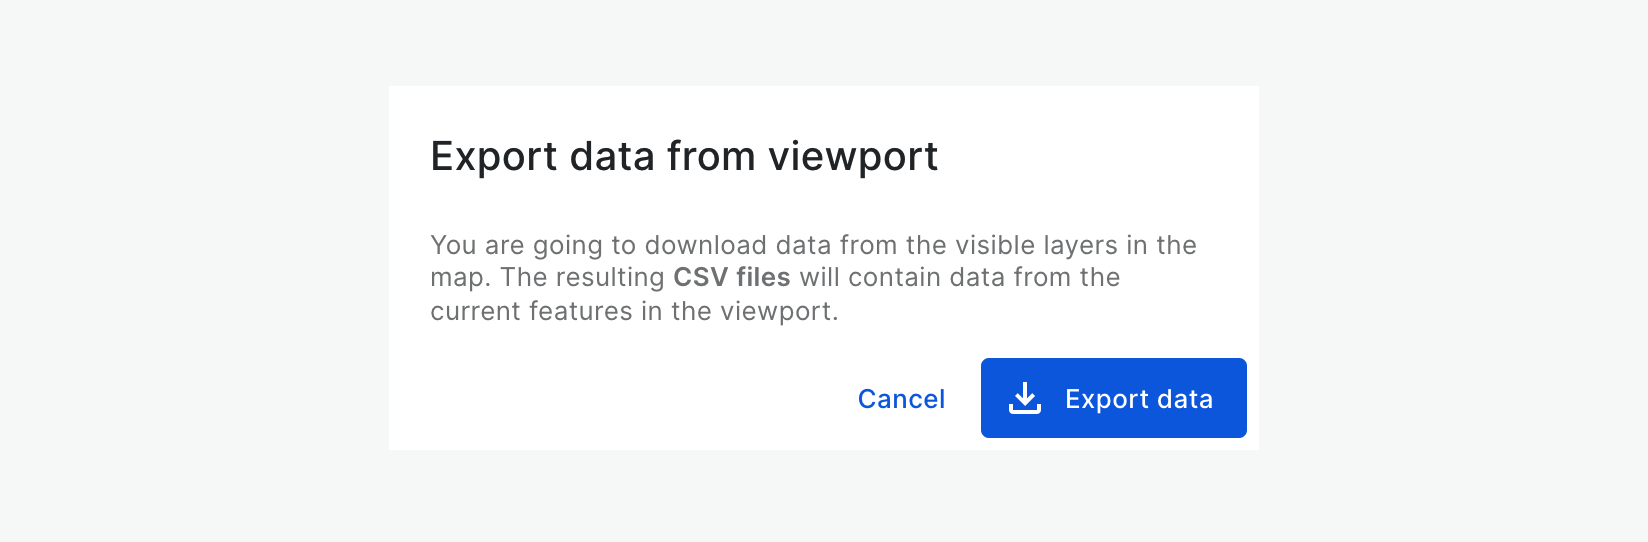 Export data from viewport
You are going to download data from the visible layers in the
map. The resulting CSV files will contain data from the
current features in the viewport.
Cancel
Export data